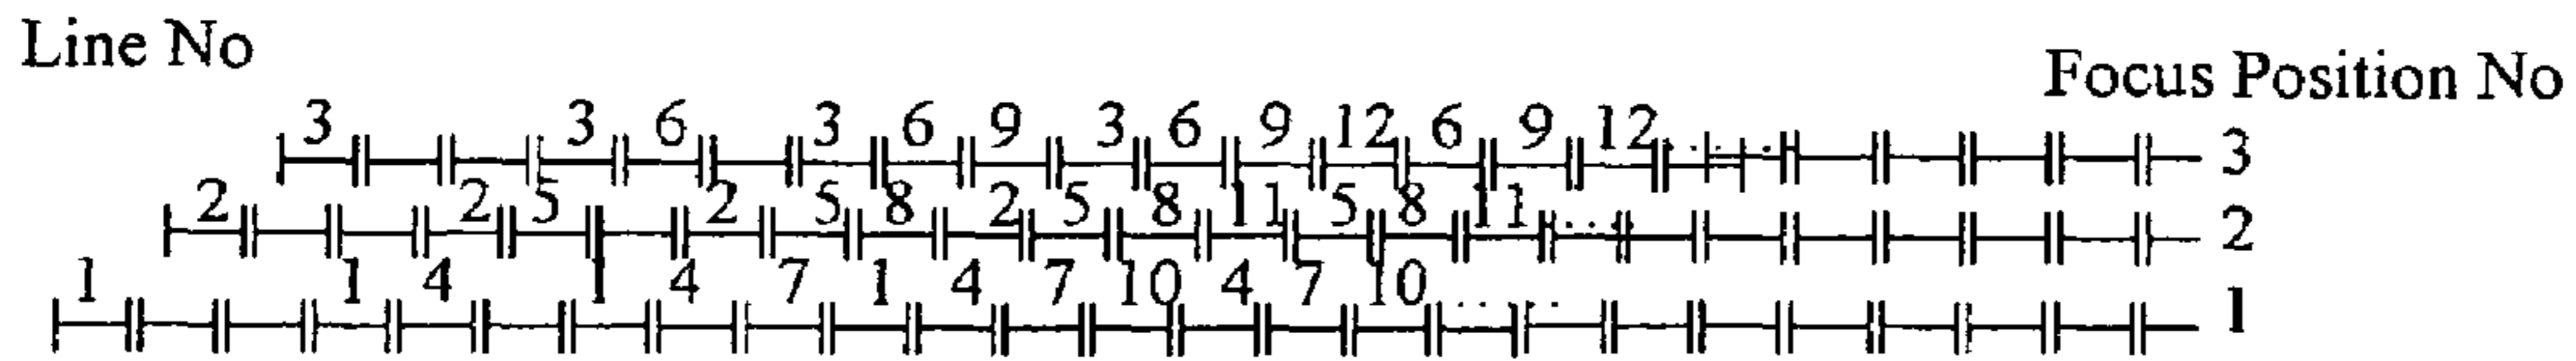 Line No
Focus Position No
3 3 6 3 6 9 3 6 9 12 6 9 12 ..... 3
2 2 5 2 5 8 2 5 8 11 5 8 11 ..... 2
1 1 4 1 4 7 1 4 7 10 4 7 10 ...... 1